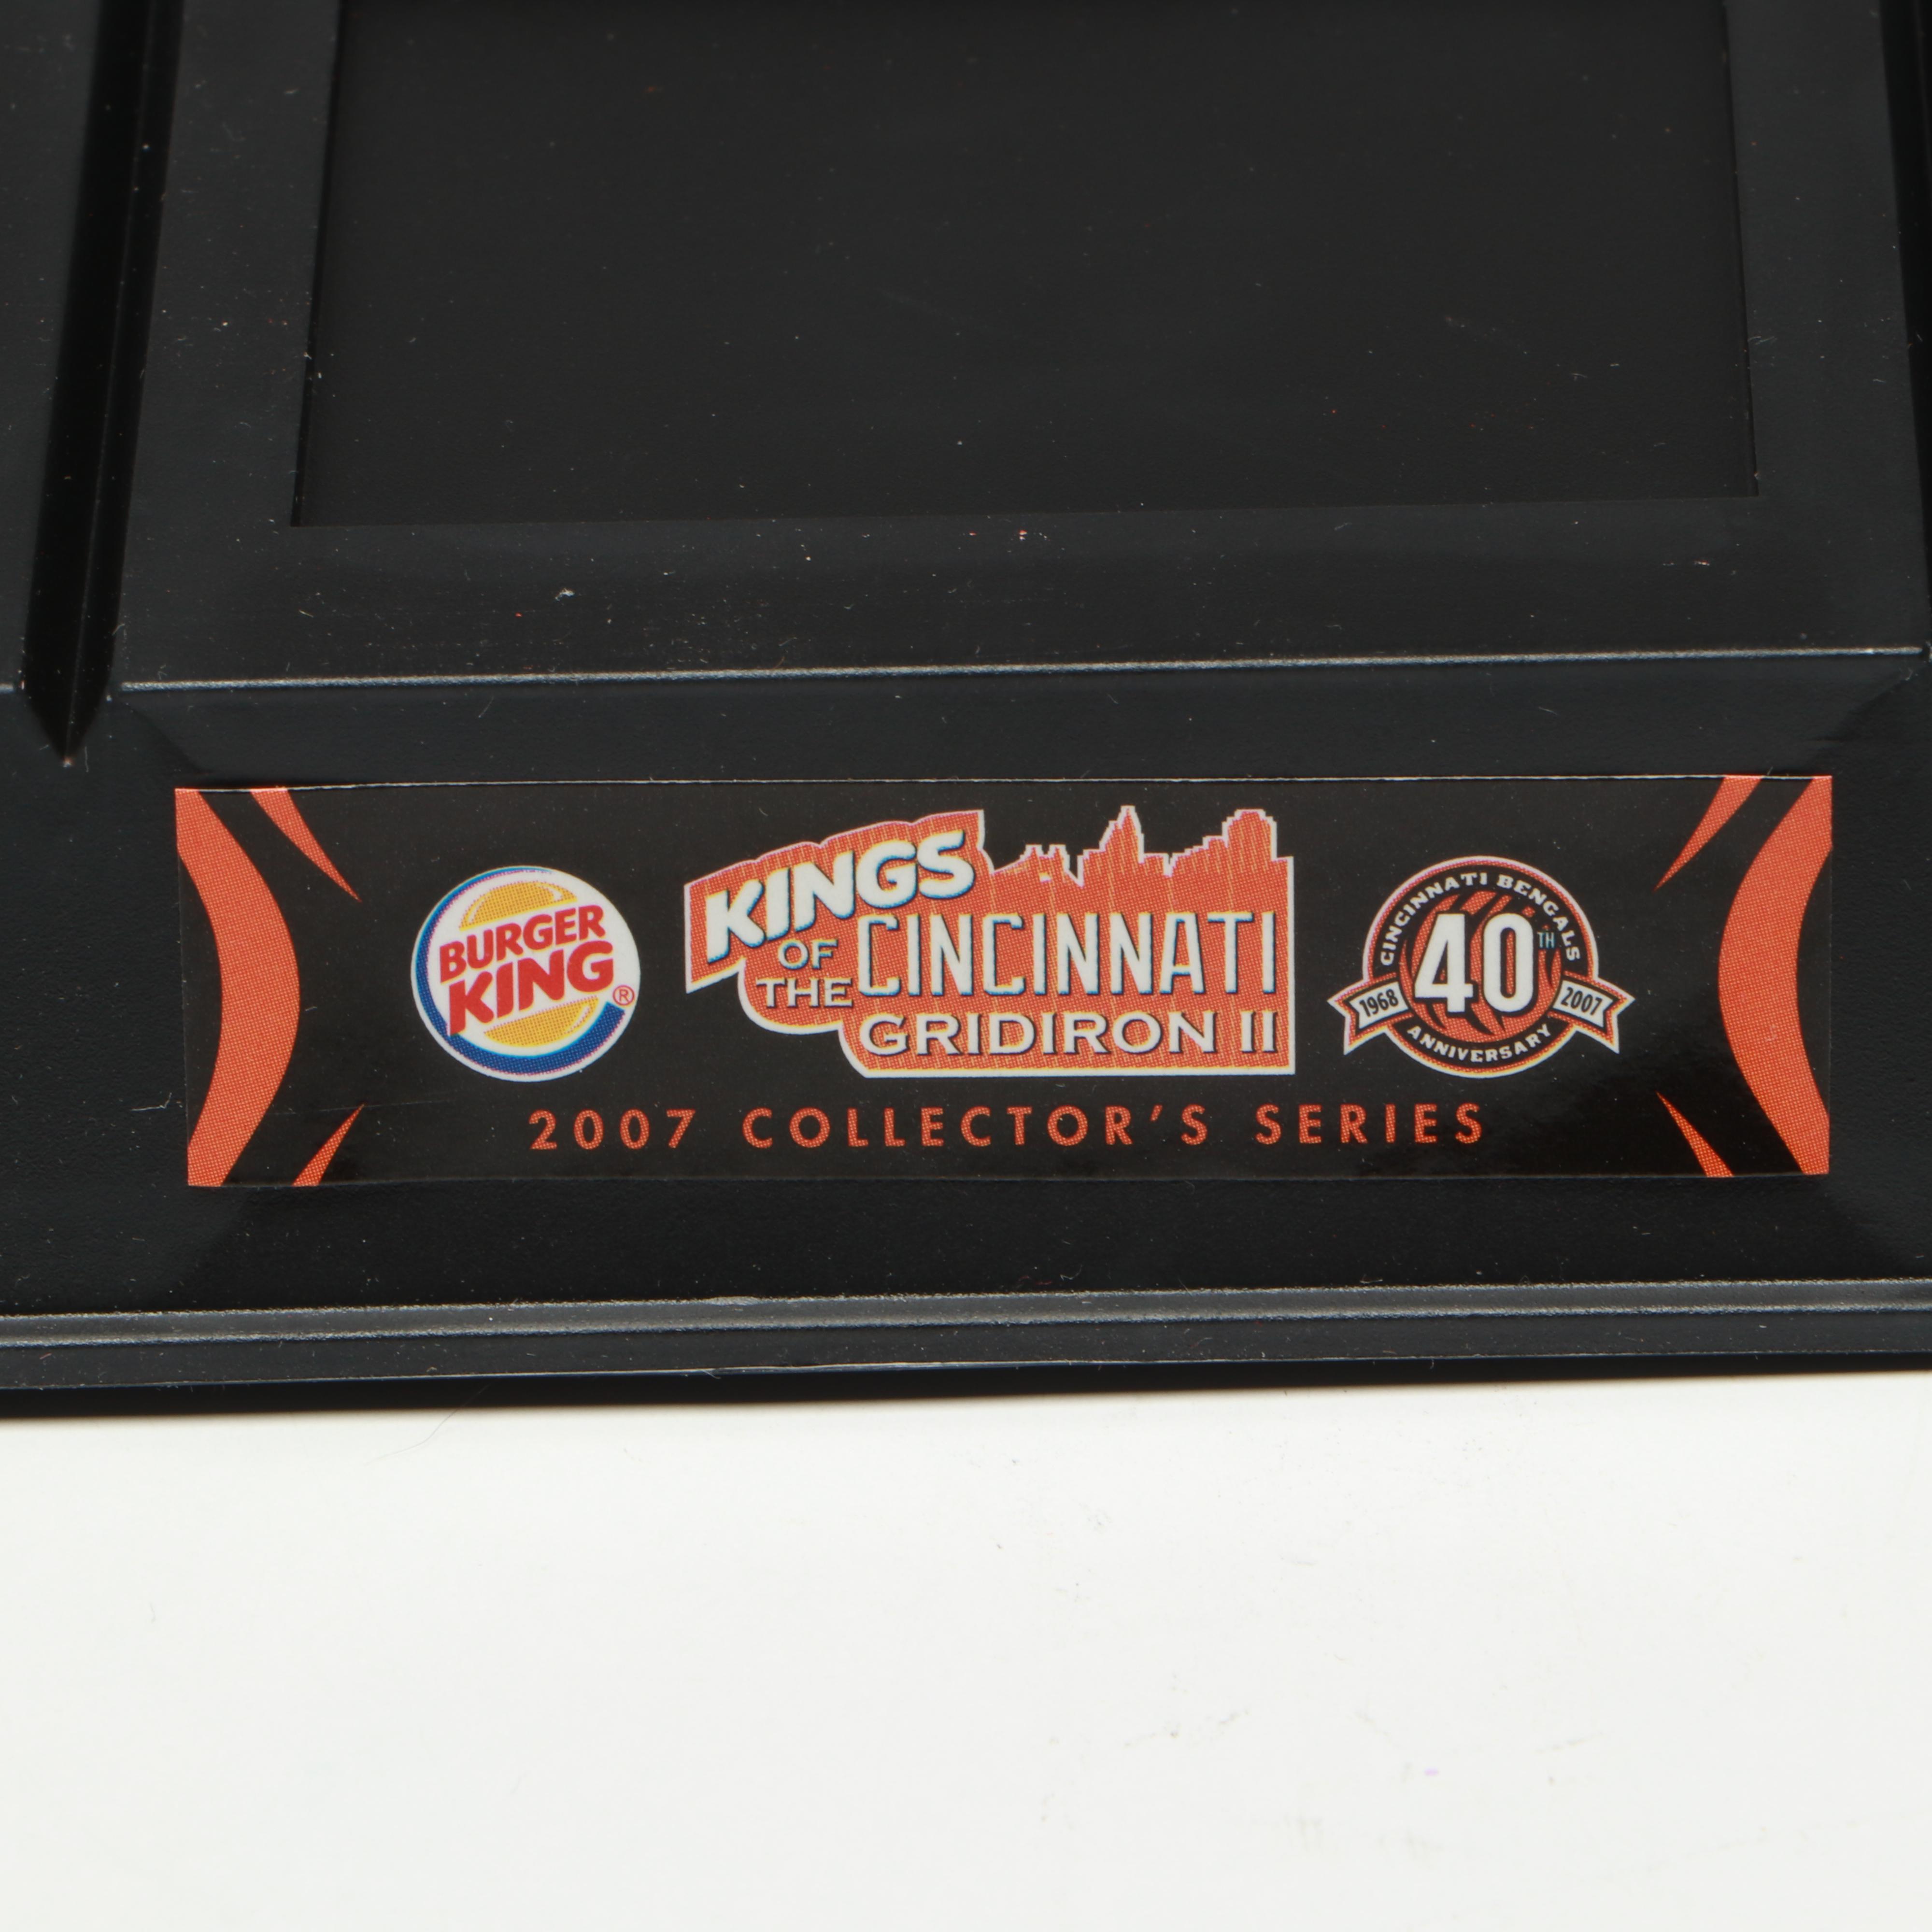 BURGER
KING®
KINGS
OF
THE CINCINNATI
GRIDIRON II
CINCINNATI BENGALS
40TH
1968 2007
ANNIVERSARY
2007 COLLECTOR'S SERIES